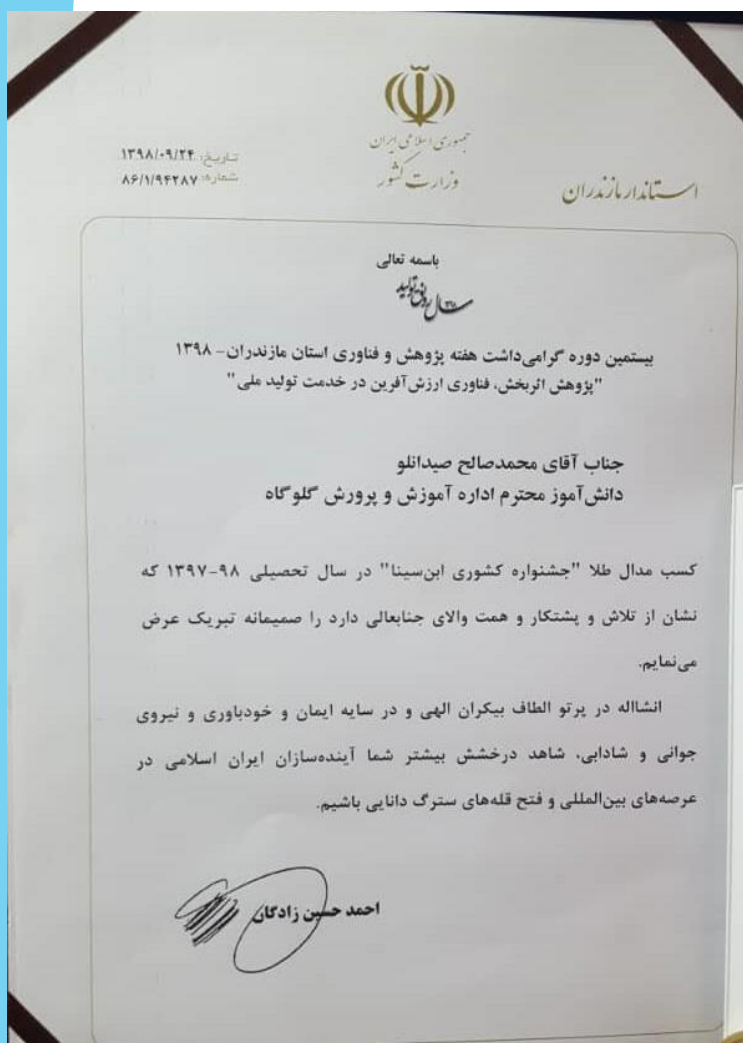 جمهوری اسلامی ایران
وزارت کشور
استاندار مازندران
تاریخ: ۱۳۹۸/۰۹/۲۴
شماره: ۸۶/۱/۹۴۲۸۷
باسمه تعالی
سال رونق تولید
بیستمین دوره گرامی‌داشت هفته پژوهش و فناوری استان مازندران- ۱۳۹۸
"پژوهش اثربخش، فناوری ارزش‌آفرین در خدمت تولید ملی"
جناب آقای محمدصالح صیدانلو
دانش‌آموز محترم اداره آموزش و پرورش گلوگاه
کسب مدال طلا "جشنواره کشوری ابن‌سینا" در سال تحصیلی ۹۸-۱۳۹۷ که
نشان از تلاش و پشتکار و همت والای جنابعالی دارد را صمیمانه تبریک عرض
می‌نمایم.
انشااله در پرتو الطاف بیکران الهی و در سایه ایمان و خودباوری و نیروی
جوانی و شادابی، شاهد درخشش بیشتر شما آینده‌سازان ایران اسلامی در
عرصه‌های بین‌المللی و فتح قله‌های سترگ دانایی باشیم.
احمد حسین زادگان